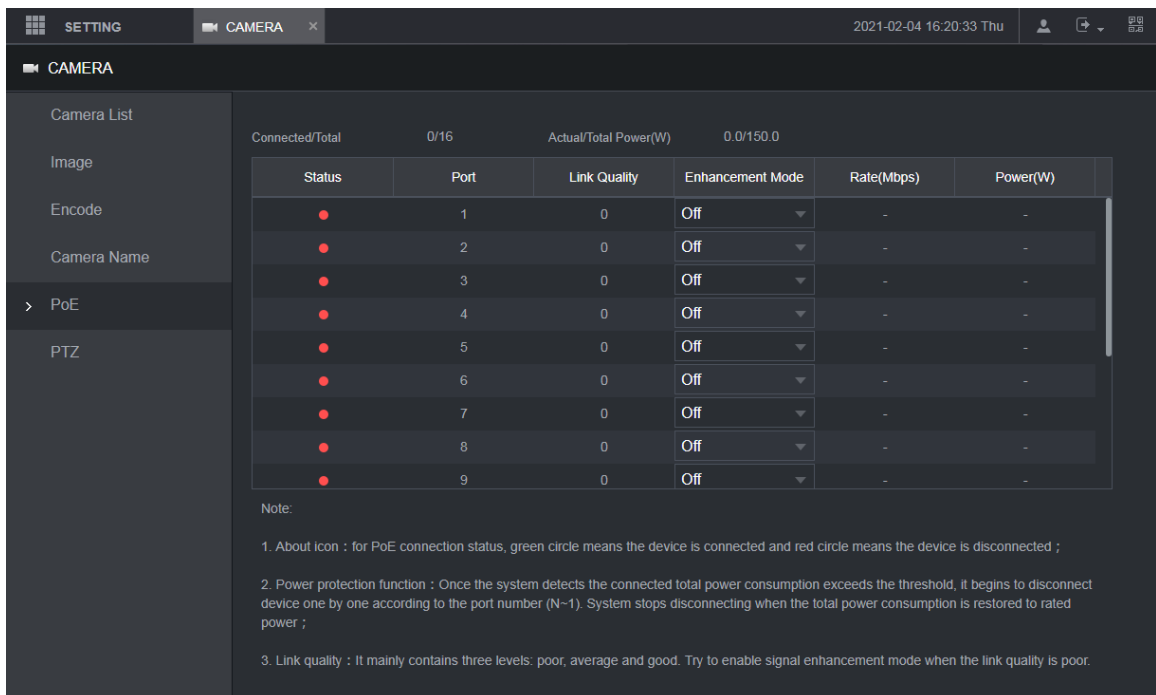 SETTING CAMERA × 2021-02-04 16:20:33 Thu
CAMERA
Camera List
Image
Encode
Camera Name
PoE
PTZ
Connected/Total 0/16 Actual/Total Power(W) 0.0/150.0
Status Port Link Quality Enhancement Mode Rate(Mbps) Power(W)
1 0 Off - -
2 0 Off - -
3 0 Off - -
4 0 Off - -
5 0 Off - -
6 0 Off - -
7 0 Off - -
8 0 Off - -
9 0 Off - -
Note:
1. About icon：for PoE connection status, green circle means the device is connected and red circle means the device is disconnected；
2. Power protection function：Once the system detects the connected total power consumption exceeds the threshold, it begins to disconnect
device one by one according to the port number (N~1). System stops disconnecting when the total power consumption is restored to rated
power；
3. Link quality：It mainly contains three levels: poor, average and good. Try to enable signal enhancement mode when the link quality is poor.